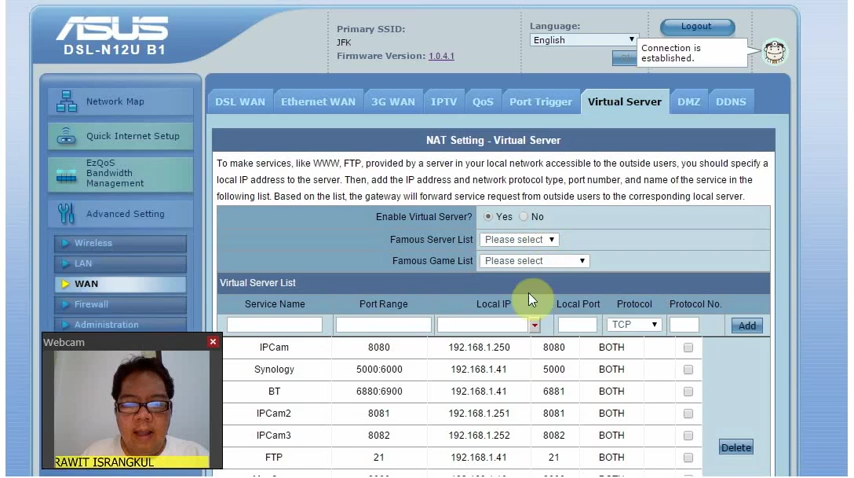 ASUS
DSL-N12U B1
Primary SSID:
JFK
Firmware Version: 1.0.4.1
Language:
English
Logout
Connection is
established.
Network Map
Quick Internet Setup
EzQoS
Bandwidth
Management
Advanced Setting
Wireless
LAN
WAN
Firewall
Administration
DSL WAN
Ethernet WAN
3G WAN
IPTV
QoS
Port Trigger
Virtual Server
DMZ
DDNS
NAT Setting - Virtual Server
To make services, like WWW, FTP, provided by a server in your local network accessible to the outside users, you should specify a
local IP address to the server. Then, add the IP address and network protocol type, port number, and name of the service in the
following list. Based on the list, the gateway will forward service request from outside users to the corresponding local server.
Enable Virtual Server? Yes No
Famous Server List Please select
Famous Game List Please select
Virtual Server List
Service Name Port Range Local IP Local Port Protocol Protocol No.
TCP Add
IPCam 8080 192.168.1.250 8080 BOTH
Synology 5000:6000 192.168.1.41 5000 BOTH
BT 6880:6900 192.168.1.41 6881 BOTH
IPCam2 8081 192.168.1.251 8081 BOTH
IPCam3 8082 192.168.1.252 8082 BOTH
FTP 21 192.168.1.41 21 BOTH
Delete
Webcam
RAWIT ISRANGKUL